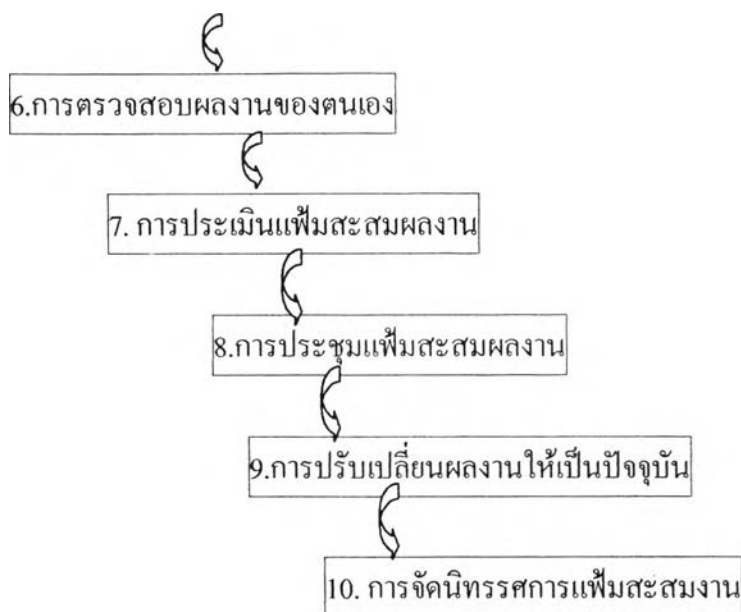 6.การตรวจสอบผลงานของตนเอง
7. การประเมินแฟ้มสะสมผลงาน
8.การประชุมแฟ้มสะสมผลงาน
9.การปรับเปลี่ยนผลงานให้เป็นปัจจุบัน
10. การจัดนิทรรศการแฟ้มสะสมงาน